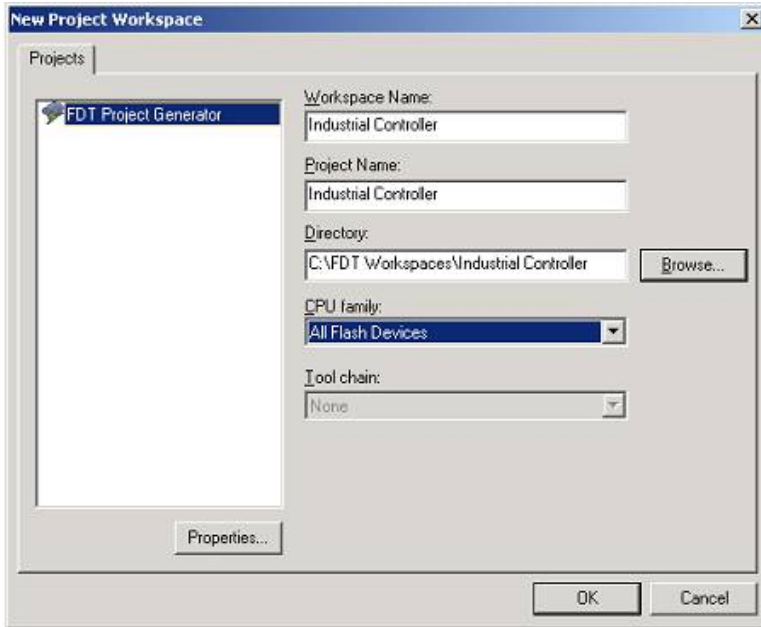 New Project Workspace
Projects
FDT Project Generator
Workspace Name:
Industrial Controller
Project Name:
Industrial Controller
Directory:
C:\FDT Workspaces\Industrial Controller
Browse...
CPU family:
All Flash Devices
Tool chain:
None
Properties...
OK
Cancel